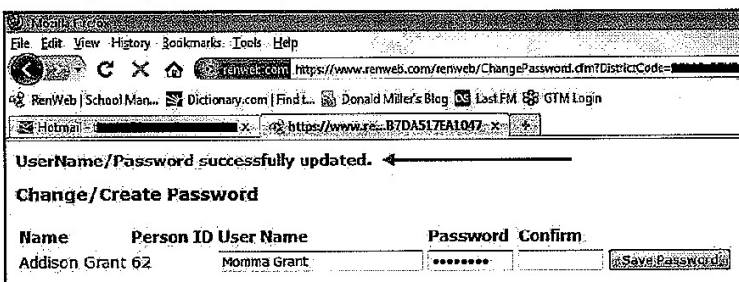 Mozilla Firefox
File Edit View History Bookmarks Tools Help
renweb.com https://www.renweb.com/renweb/ChangePassword.cfm?DistrictCode=
RenWeb | School Man... Dictionary.com | Find t... Donald Miller's Blog Last.FM GTM Login
Hotmail - x https://www.re...B7DA517EA1047 x +
UserName/Password successfully updated.
Change/Create Password
Name Person ID User Name Password Confirm
Addison Grant 62 Momma Grant •••••••• Save Password